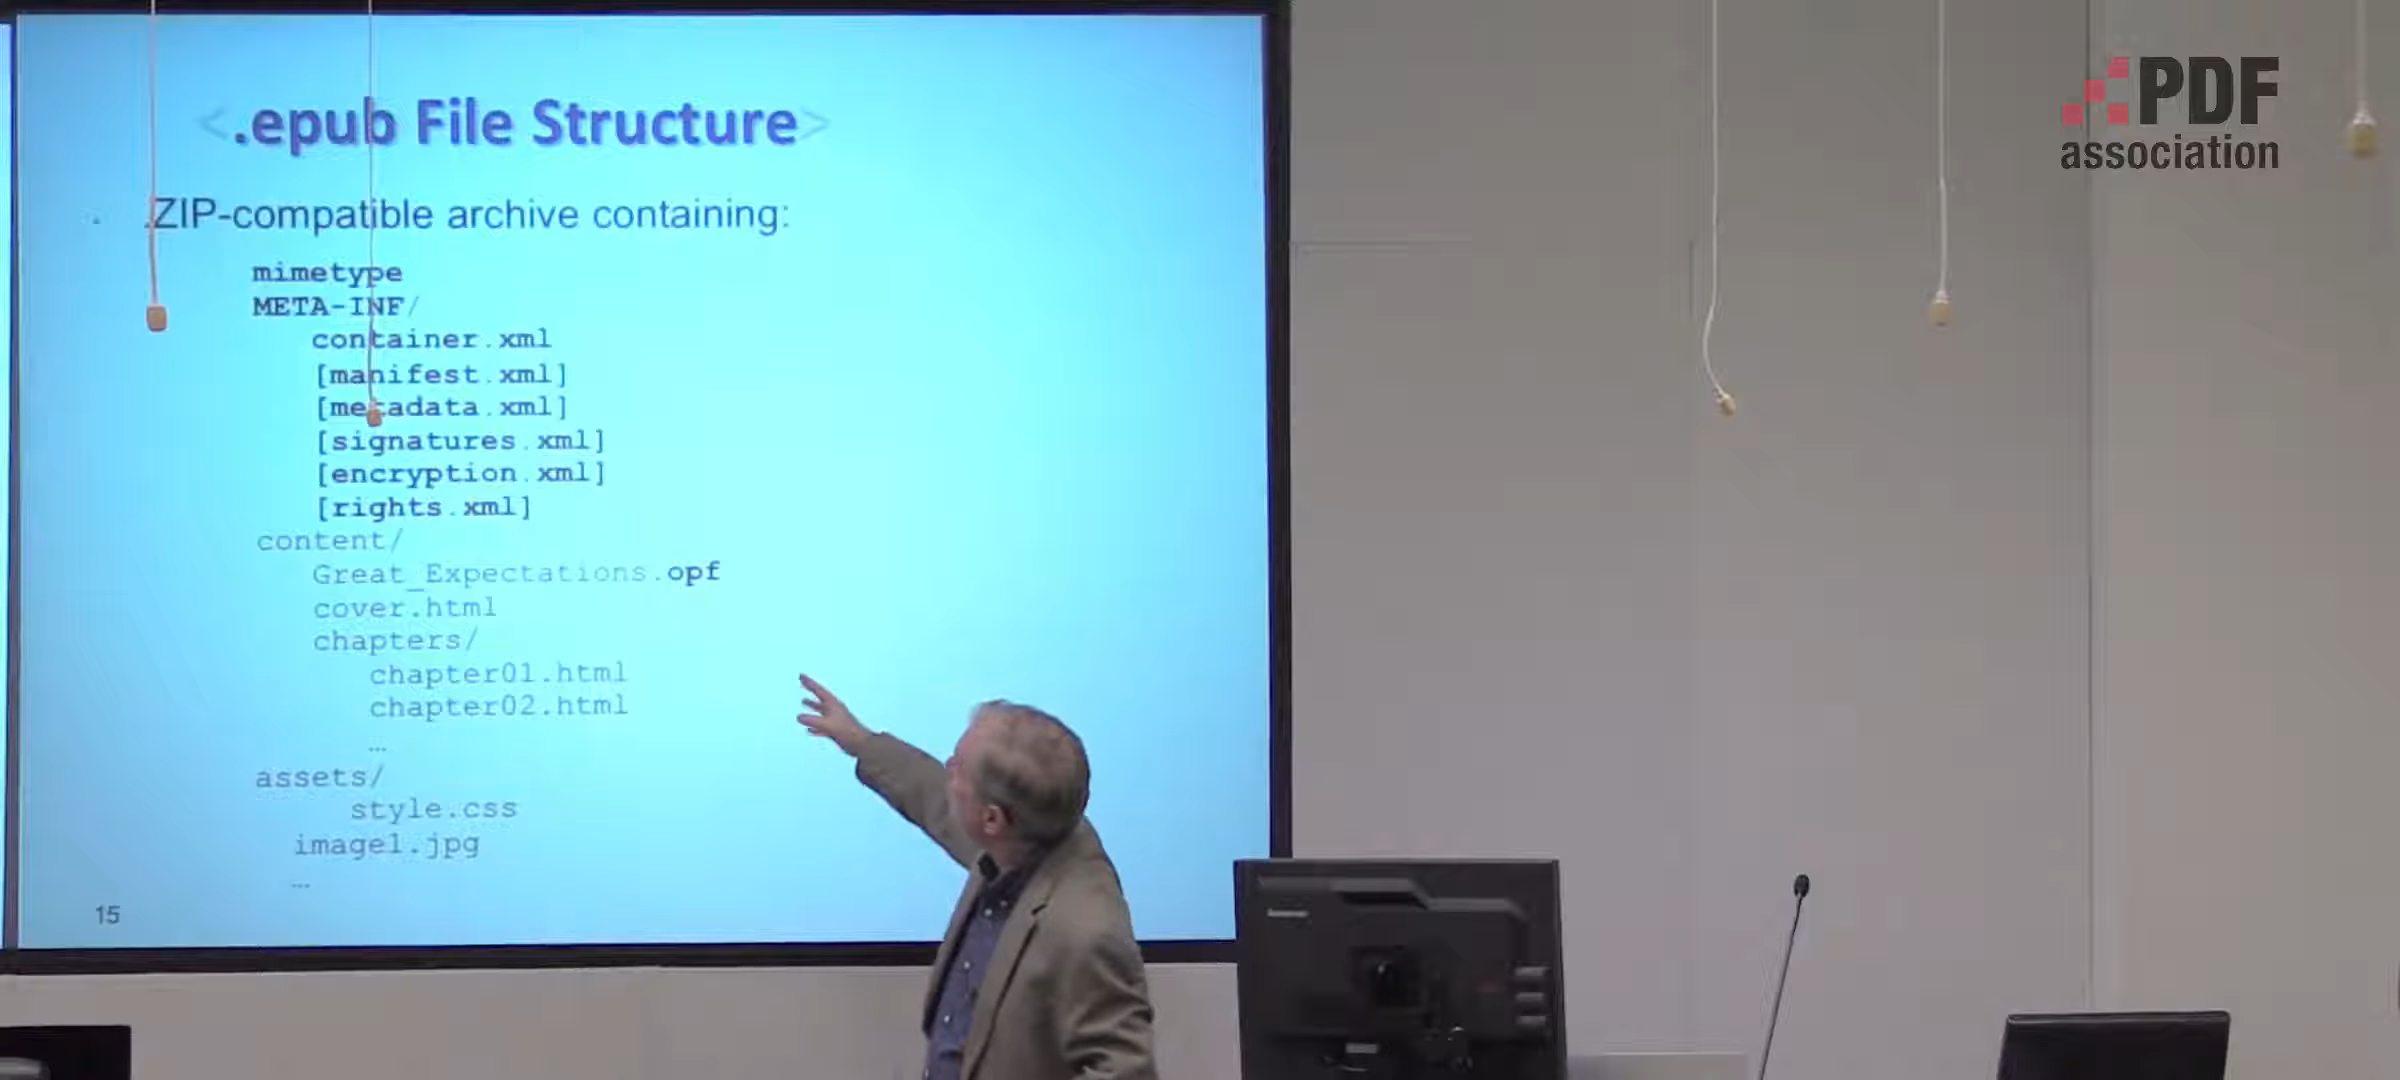 <.epub File Structure>
. .ZIP-compatible archive containing:
mimetype
META-INF/
container.xml
[manifest.xml]
[metadata.xml]
[signatures.xml]
[encryption.xml]
[rights.xml]
content/
Great_Expectations.opf
cover.html
chapters/
chapter01.html
chapter02.html
…
assets/
style.css
image1.jpg
…
15
PDF
association